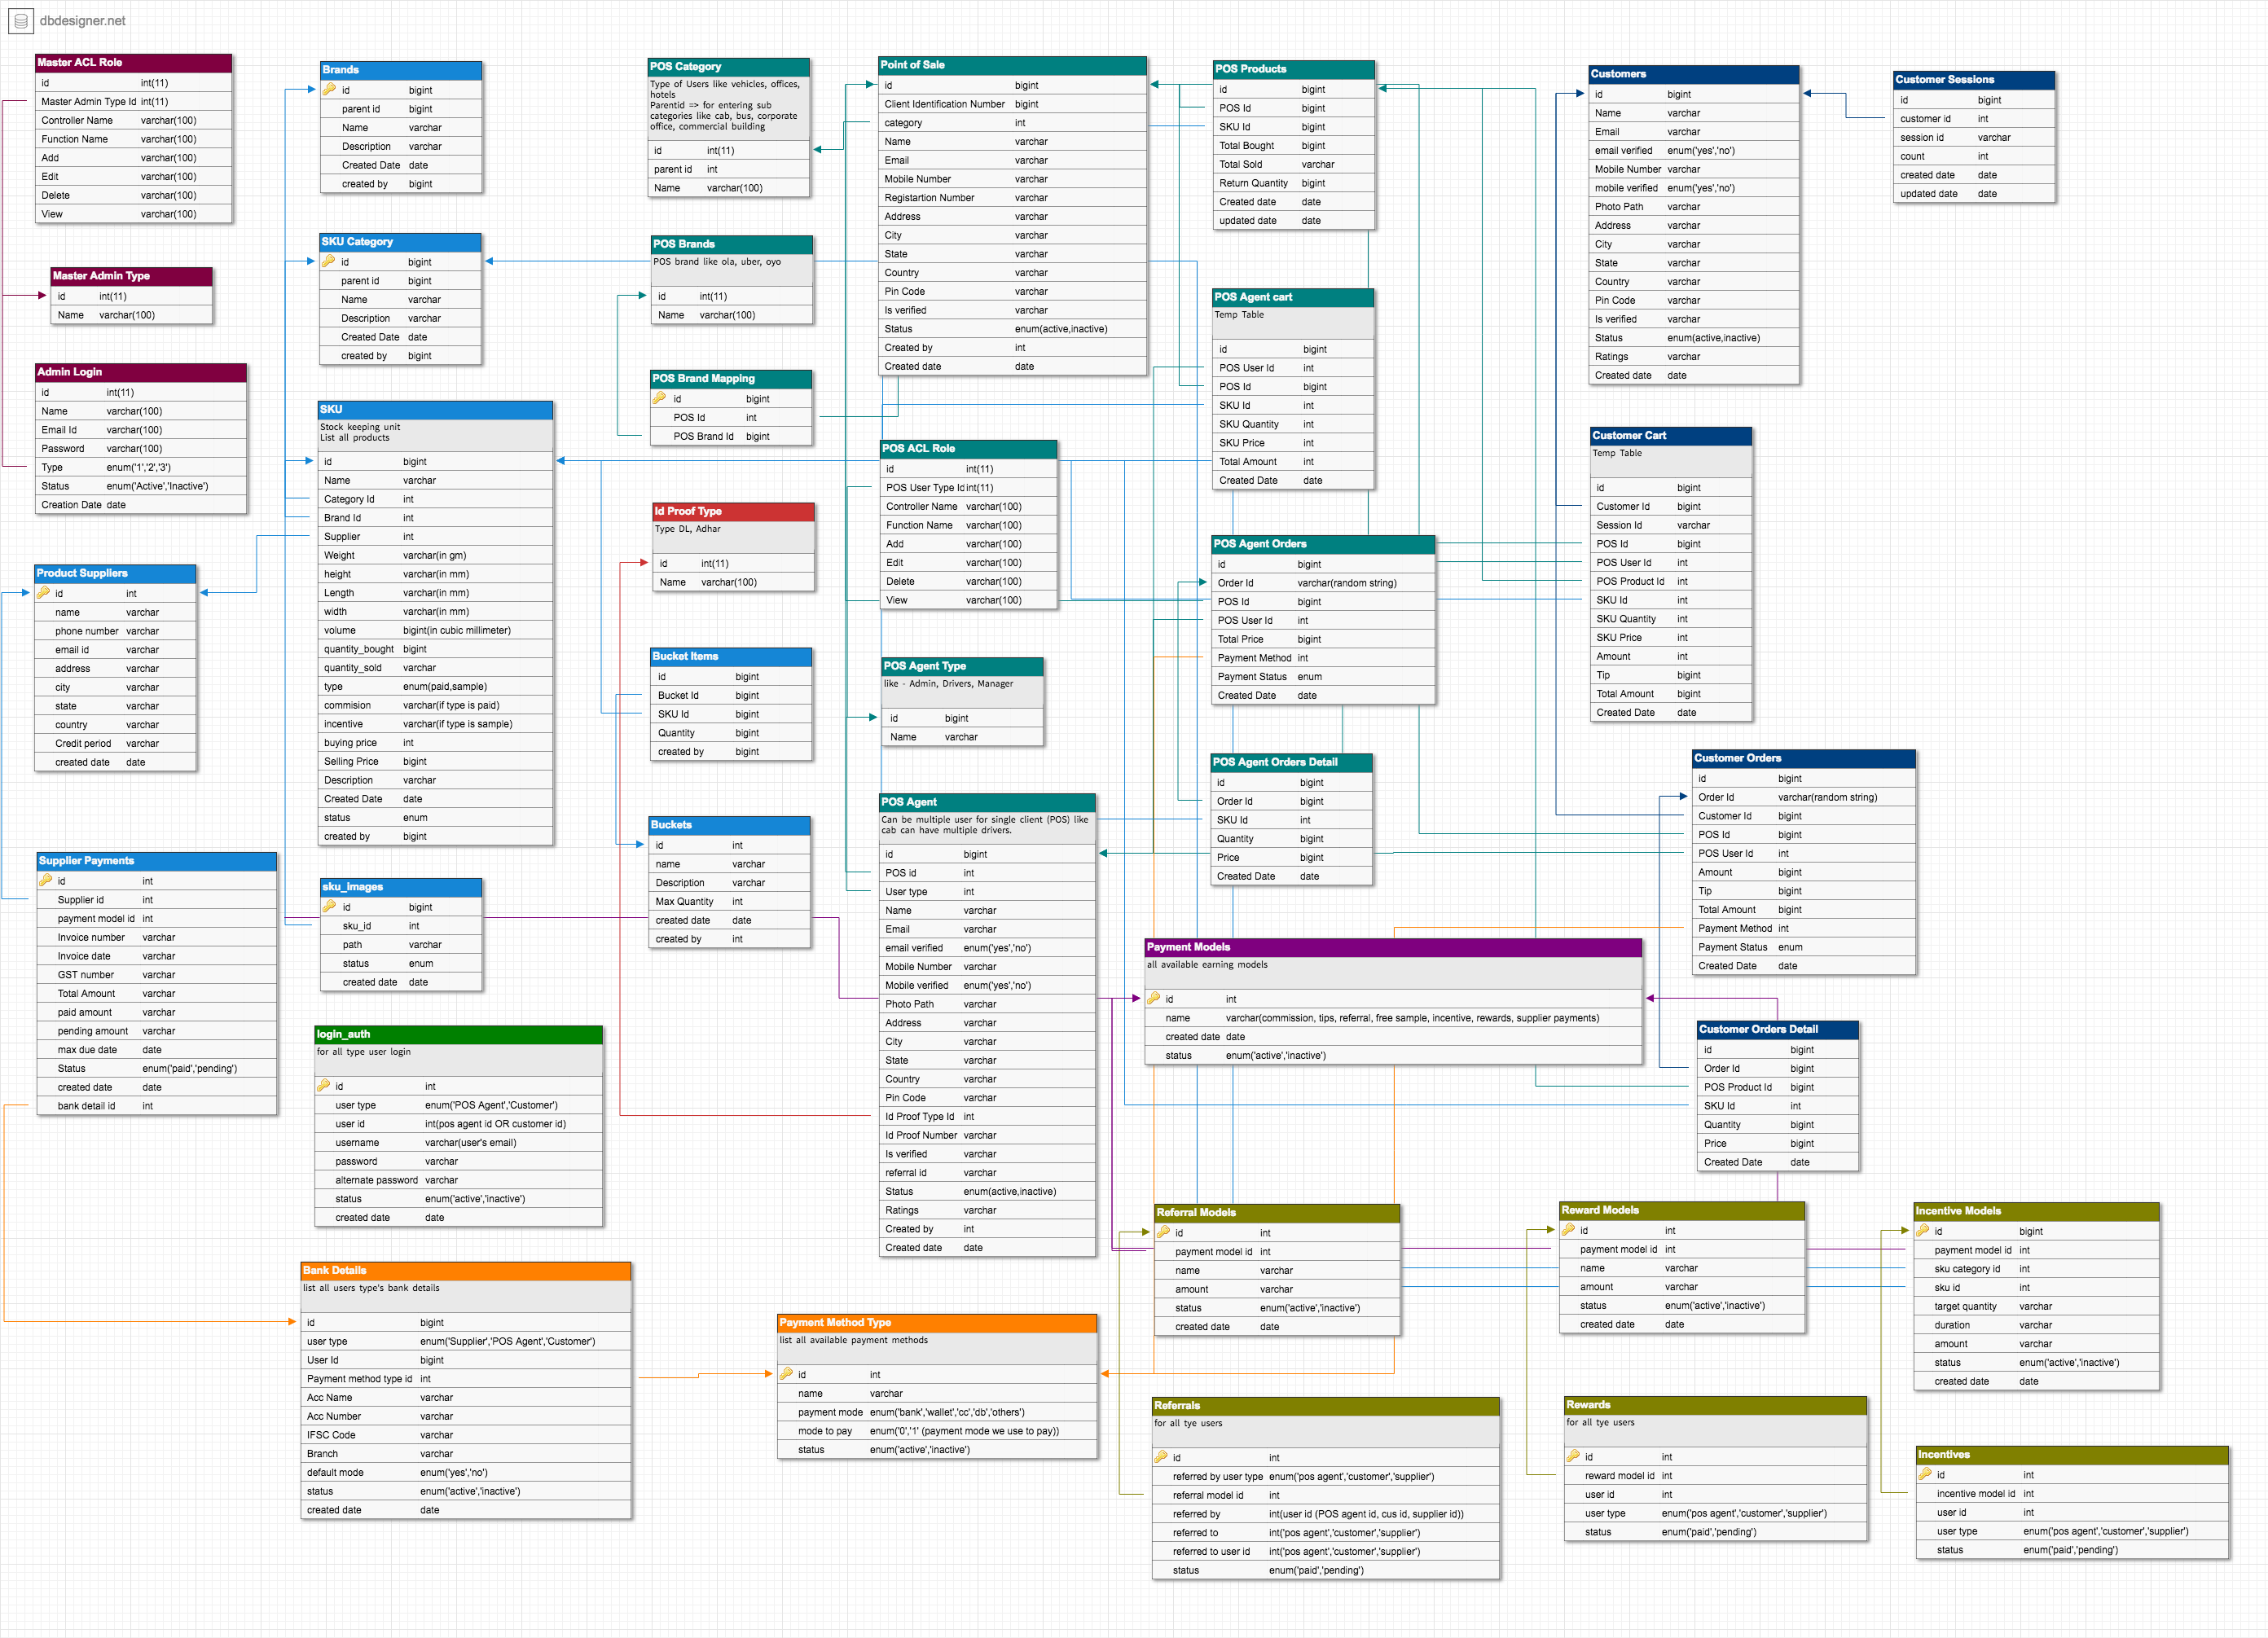 dbdesigner.net
Master ACL Role
id int(11)
Master Admin Type Id int(11)
Controller Name varchar(100)
Function Name varchar(100)
Add varchar(100)
Edit varchar(100)
Delete varchar(100)
View varchar(100)
Master Admin Type
id int(11)
Name varchar(100)
Admin Login
id int(11)
Name varchar(100)
Email Id varchar(100)
Password varchar(100)
Type enum('1','2','3')
Status enum('Active','Inactive')
Creation Date date
Product Suppliers
id int
name varchar
phone number varchar
email id varchar
address varchar
city varchar
state varchar
country varchar
Credit period varchar
created date date
Supplier Payments
id int
Supplier id int
payment model id int
Invoice number varchar
Invoice date varchar
GST number varchar
Total Amount varchar
paid amount varchar
pending amount varchar
max due date date
Status enum('paid','pending')
created date date
bank detail id int
Brands
id bigint
parent id bigint
Name varchar
Description varchar
Created Date date
created by bigint
SKU Category
id bigint
parent id bigint
Name varchar
Description varchar
Created Date date
created by bigint
SKU
Stock keeping unit
List all products
id bigint
Name varchar
Category Id int
Brand Id int
Supplier int
Weight varchar(in gm)
height varchar(in mm)
Length varchar(in mm)
width varchar(in mm)
volume bigint(in cubic millimeter)
quantity_bought bigint
quantity_sold varchar
type enum(paid,sample)
commision varchar(if type is paid)
incentive varchar(if type is sample)
buying price int
Selling Price bigint
Description varchar
Created Date date
status enum
created by bigint
sku_images
id bigint
sku_id int
path varchar
status enum
created date date
login_auth
for all type user login
id int
user type enum('POS Agent','Customer')
user id int(pos agent id OR customer id)
username varchar(user's email)
password varchar
alternate password varchar
status enum('active','inactive')
created date date
Bank Details
list all users type's bank details
id bigint
user type enum('Supplier','POS Agent','Customer')
User Id bigint
Payment method type id int
Acc Name varchar
Acc Number varchar
IFSC Code varchar
Branch varchar
default mode enum('yes','no')
status enum('active','inactive')
created date date
POS Category
Type of Users like vehicles, offices,
hotels
Parentid => for entering sub
categories like cab, bus, corporate
office, commercial building
id int(11)
parent id int
Name varchar(100)
POS Brands
POS brand like ola, uber, oyo
id int(11)
Name varchar(100)
POS Brand Mapping
id bigint
POS Id int
POS Brand Id bigint
Id Proof Type
Type DL, Adhar
id int(11)
Name varchar(100)
Bucket Items
id bigint
Bucket Id bigint
SKU Id bigint
Quantity bigint
created by bigint
Buckets
id int
name varchar
Description varchar
Max Quantity int
created date date
created by int
Point of Sale
id bigint
Client Identification Number bigint
category int
Name varchar
Email varchar
Mobile Number varchar
Registartion Number varchar
Address varchar
City varchar
State varchar
Country varchar
Pin Code varchar
Is verified varchar
Status enum(active,inactive)
Created by int
Created date date
POS ACL Role
id int(11)
POS User Type Id int(11)
Controller Name varchar(100)
Function Name varchar(100)
Add varchar(100)
Edit varchar(100)
Delete varchar(100)
View varchar(100)
POS Agent Type
like - Admin, Drivers, Manager
id bigint
Name varchar
POS Agent
Can be multiple user for single client (POS) like
cab can have multiple drivers.
id bigint
POS id int
User type int
Name varchar
Email varchar
email verified enum('yes','no')
Mobile Number varchar
Mobile verified enum('yes','no')
Photo Path varchar
Address varchar
City varchar
State varchar
Country varchar
Pin Code varchar
Id Proof Type Id int
Id Proof Number varchar
Is verified varchar
referral id varchar
Status enum(active,inactive)
Ratings varchar
Created by int
Created date date
Payment Method Type
list all available payment methods
id int
name varchar
payment mode enum('bank','wallet','cc','db','others')
mode to pay enum('0','1' (payment mode we use to pay))
status enum('active','inactive')
POS Products
id bigint
POS Id bigint
SKU Id bigint
Total Bought bigint
Total Sold varchar
Return Quantity bigint
Created date date
updated date date
POS Agent cart
Temp Table
id bigint
POS User Id int
POS Id bigint
SKU Id int
SKU Quantity int
SKU Price int
Total Amount int
Created Date date
POS Agent Orders
id bigint
Order Id varchar(random string)
POS Id bigint
POS User Id int
Total Price bigint
Payment Method int
Payment Status enum
Created Date date
POS Agent Orders Detail
id bigint
Order Id bigint
SKU Id int
Quantity bigint
Price bigint
Created Date date
Payment Models
all available earning models
id int
name varchar(commission, tips, referral, free sample, incentive, rewards, supplier payments)
created date date
status enum('active','inactive')
Referral Models
id int
payment model id int
name varchar
amount varchar
status enum('active','inactive')
created date date
Referrals
for all tye users
id int
referred by user type enum('pos agent','customer','supplier')
referral model id int
referred by int(user id (POS agent id, cus id, supplier id))
referred to int('pos agent','customer','supplier')
referred to user id int('pos agent','customer','supplier')
status enum('paid','pending')
Customers
id bigint
Name varchar
Email varchar
email verified enum('yes','no')
Mobile Number varchar
mobile verified enum('yes','no')
Photo Path varchar
Address varchar
City varchar
State varchar
Country varchar
Pin Code varchar
Is verified varchar
Status enum(active,inactive)
Ratings varchar
Created date date
Customer Sessions
id bigint
customer id int
session id varchar
count int
created date date
updated date date
Customer Cart
Temp Table
id bigint
Customer Id bigint
Session Id varchar
POS Id bigint
POS User Id int
POS Product Id int
SKU Id int
SKU Quantity int
SKU Price int
Amount int
Tip bigint
Total Amount bigint
Created Date date
Customer Orders
id bigint
Order Id varchar(random string)
Customer Id bigint
POS Id bigint
POS User Id int
Amount bigint
Tip bigint
Total Amount bigint
Payment Method int
Payment Status enum
Created Date date
Customer Orders Detail
id bigint
Order Id bigint
POS Product Id bigint
SKU Id int
Quantity bigint
Price bigint
Created Date date
Reward Models
id int
payment model id int
name varchar
amount varchar
status enum('active','inactive')
created date date
Rewards
for all tye users
id int
reward model id int
user id int
user type enum('pos agent','customer','supplier')
status enum('paid','pending')
Incentive Models
id bigint
payment model id int
sku category id int
sku id int
target quantity varchar
duration varchar
amount varchar
status enum('active','inactive')
created date date
Incentives
id int
incentive model id int
user id int
user type enum('pos agent','customer','supplier')
status enum('paid','pending')